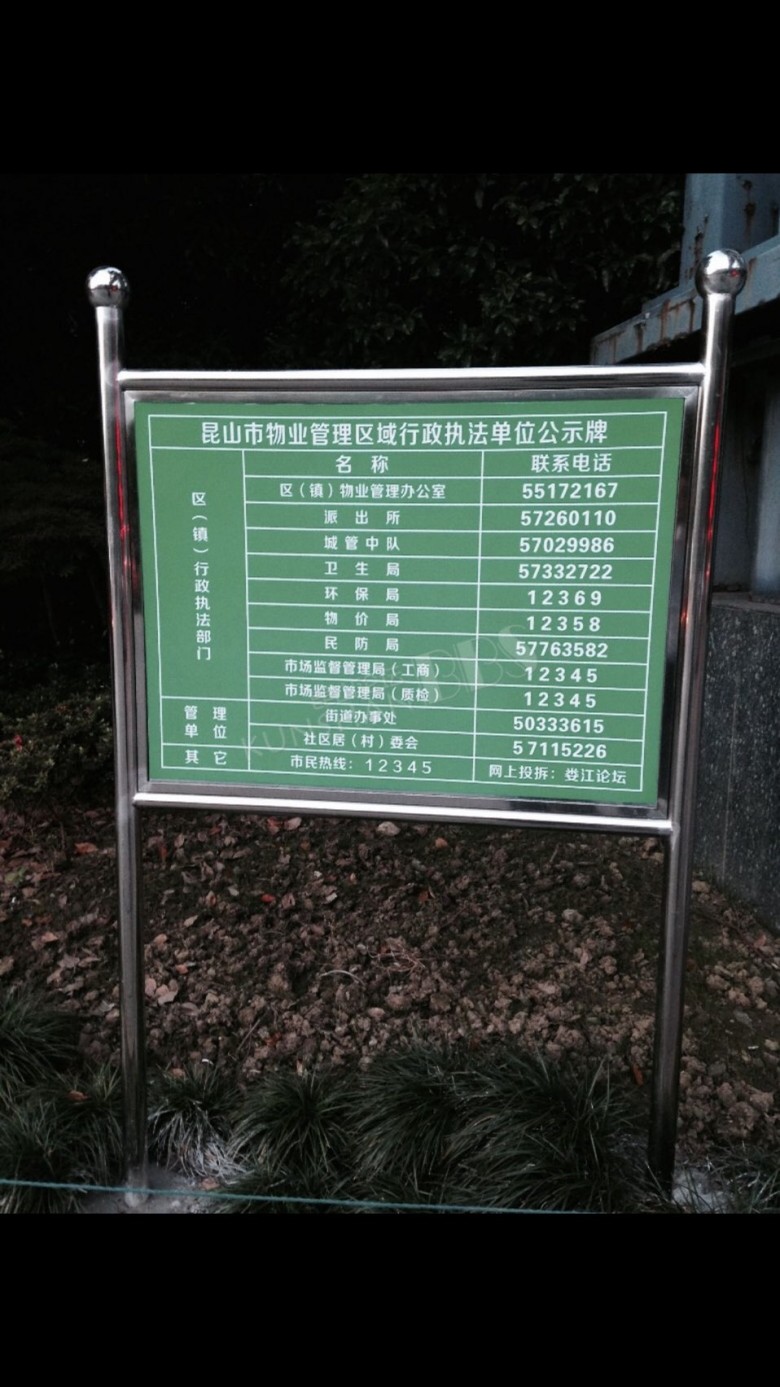 昆山市物业管理区域行政执法单位公示牌
名 称 联系电话
区（镇）行政执法部门
区（镇）物业管理办公室 55172167
派 出 所 57260110
城管中队 57029986
卫 生 局 57332722
环 保 局 12369
物 价 局 12358
民 防 局 57763582
市场监督管理局（工商） 12345
市场监督管理局（质检） 12345
管 理 单 位
街道办事处 50333615
社区居（村）委会 57115226
其 它 市民热线：12345 网上投拆：娄江论坛
BBS